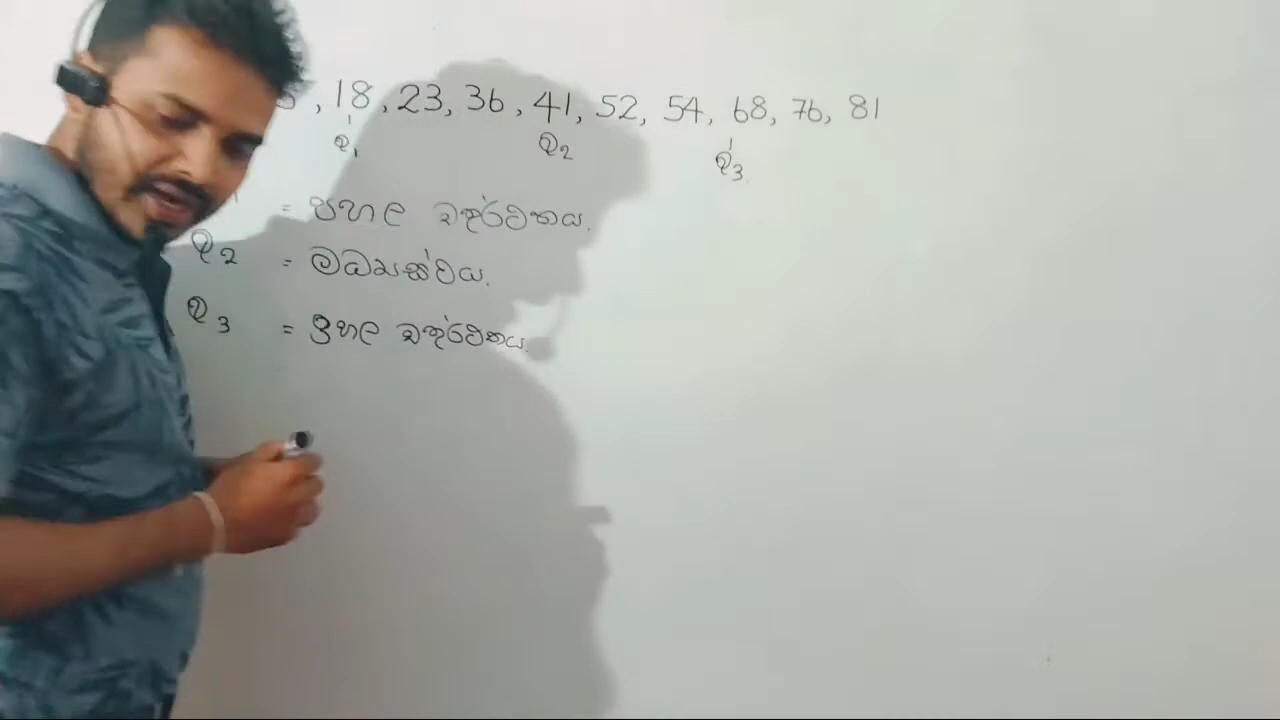 , 18, 23, 36, 41, 52, 54, 68, 76, 81
Q1 Q2 Q3
= පහළ චතුර්ථකය.
Q2 = මධ්‍යස්ථය.
Q3 = ඉහළ චතුර්ථකය.